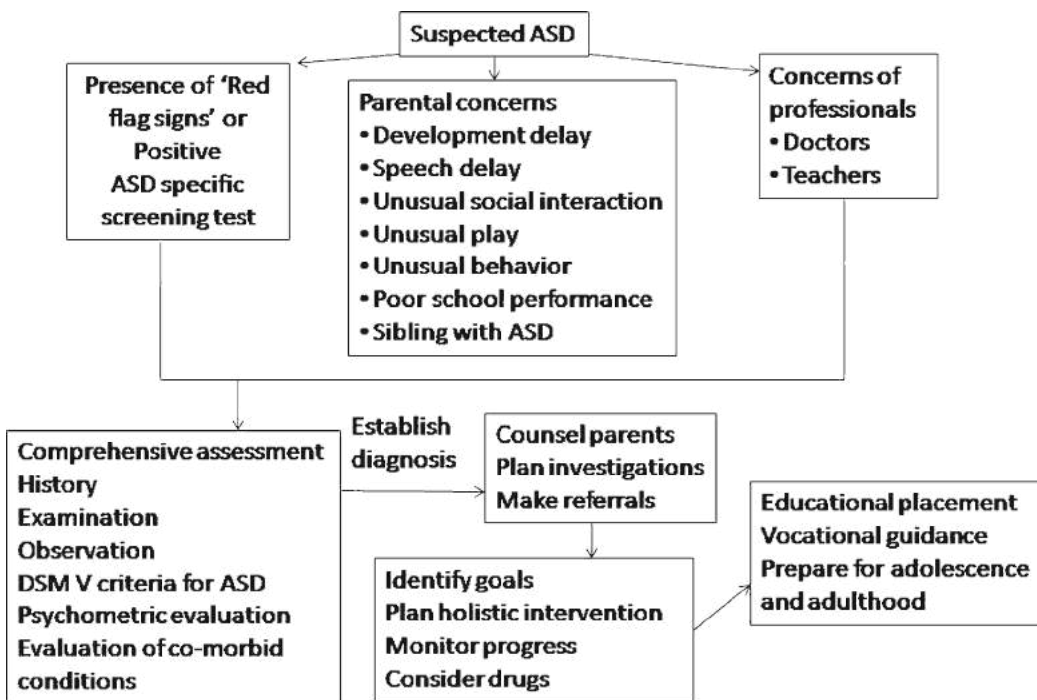 Suspected ASD
Presence of ‘Red
flag signs’ or
Positive
ASD specific
screening test
Parental concerns
• Development delay
• Speech delay
• Unusual social interaction
• Unusual play
• Unusual behavior
• Poor school performance
• Sibling with ASD
Concerns of
professionals
• Doctors
• Teachers
Comprehensive assessment
History
Examination
Observation
DSM V criteria for ASD
Psychometric evaluation
Evaluation of co-morbid
conditions
Establish
diagnosis
Counsel parents
Plan investigations
Make referrals
Identify goals
Plan holistic intervention
Monitor progress
Consider drugs
Educational placement
Vocational guidance
Prepare for adolescence
and adulthood